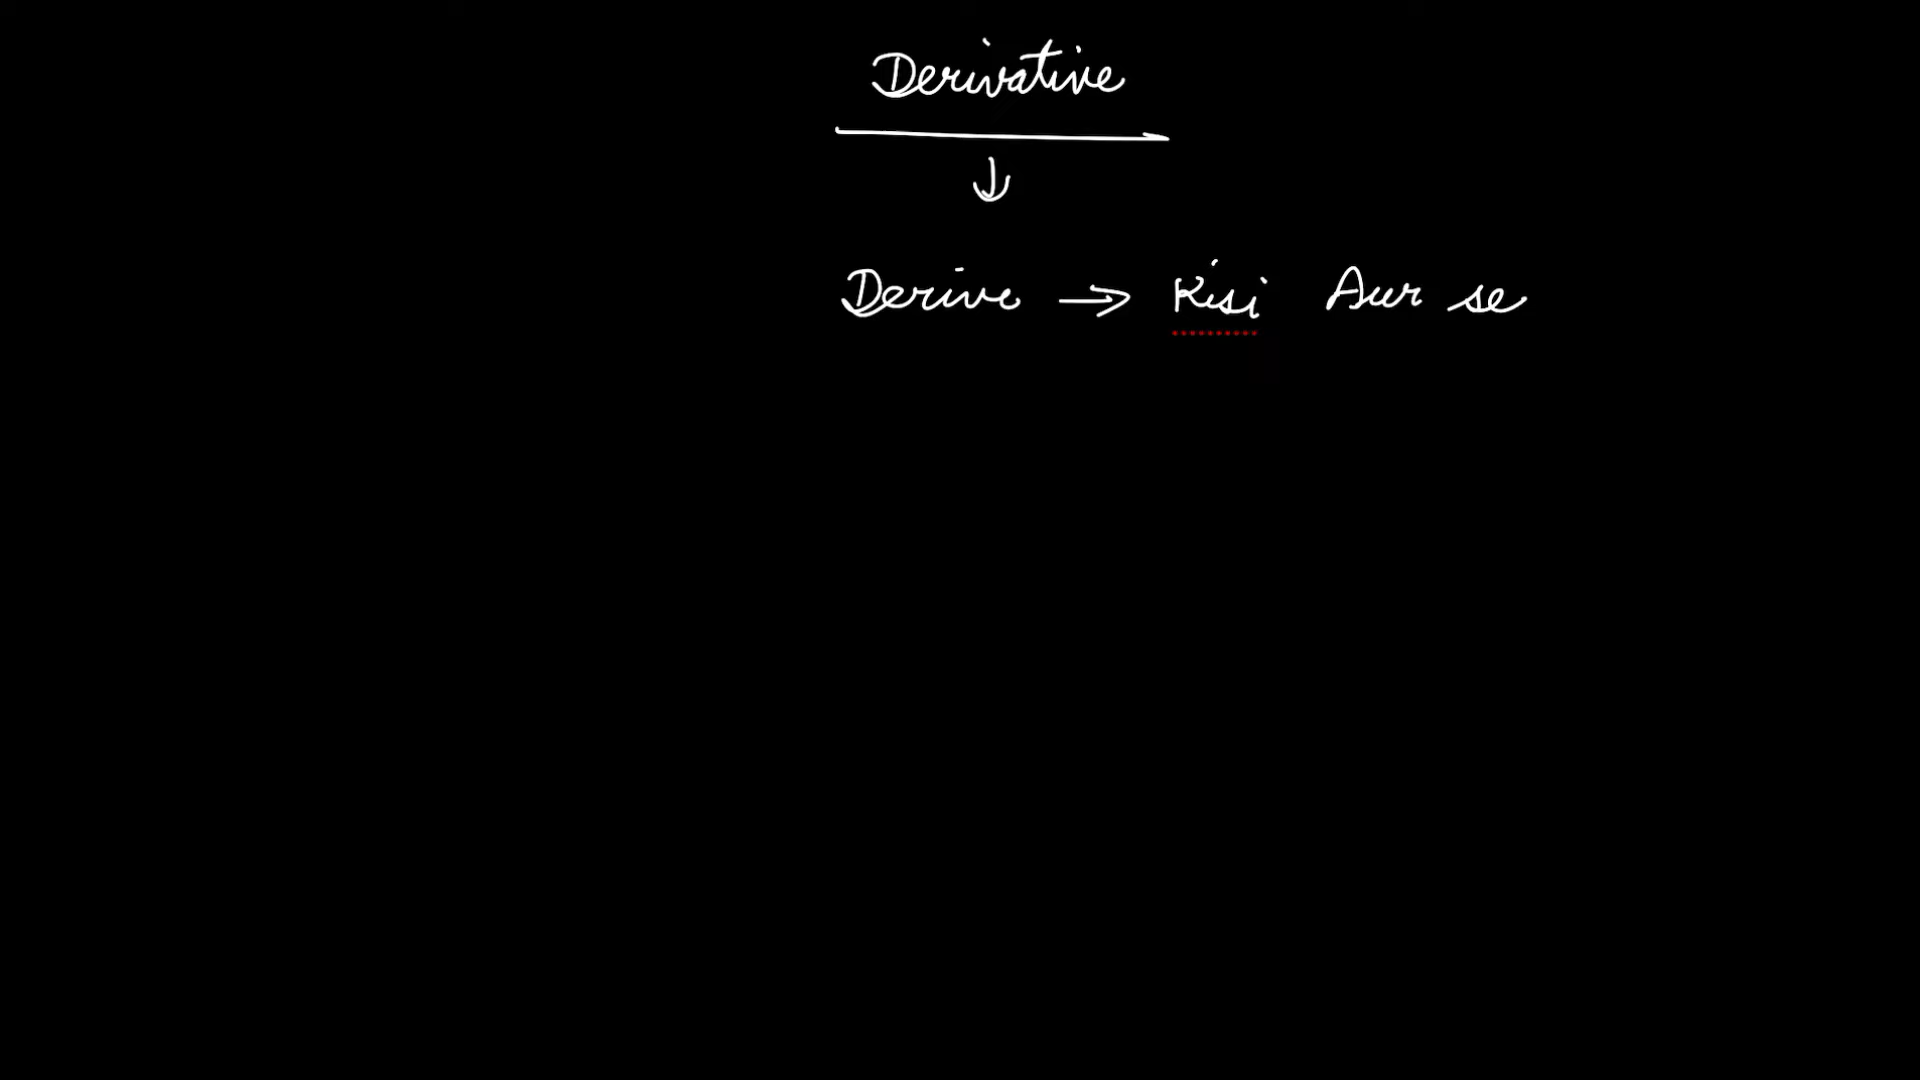 Derivative
↓
Derive → Kisi Aur se